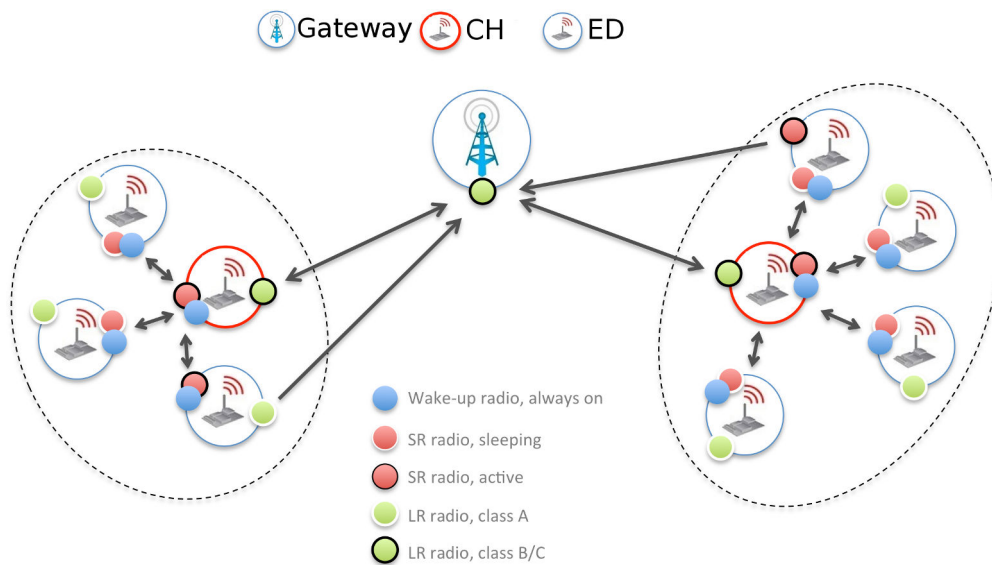 Gateway CH ED
Wake-up radio, always on
SR radio, sleeping
SR radio, active
LR radio, class A
LR radio, class B/C